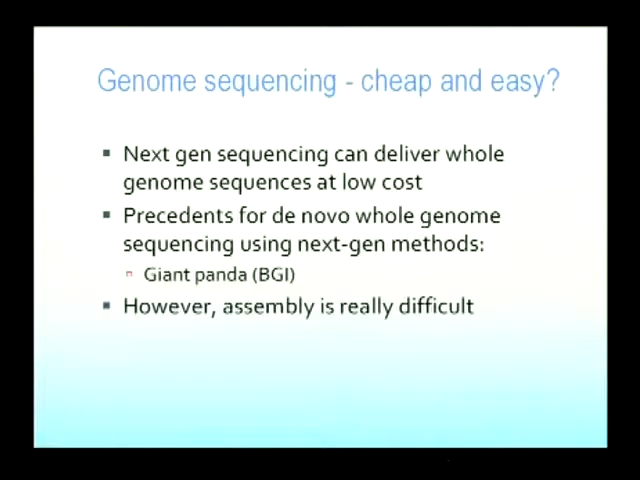 Genome sequencing - cheap and easy?
▪ Next gen sequencing can deliver whole
genome sequences at low cost
▪ Precedents for de novo whole genome
sequencing using next-gen methods:
▫ Giant panda (BGI)
▪ However, assembly is really difficult